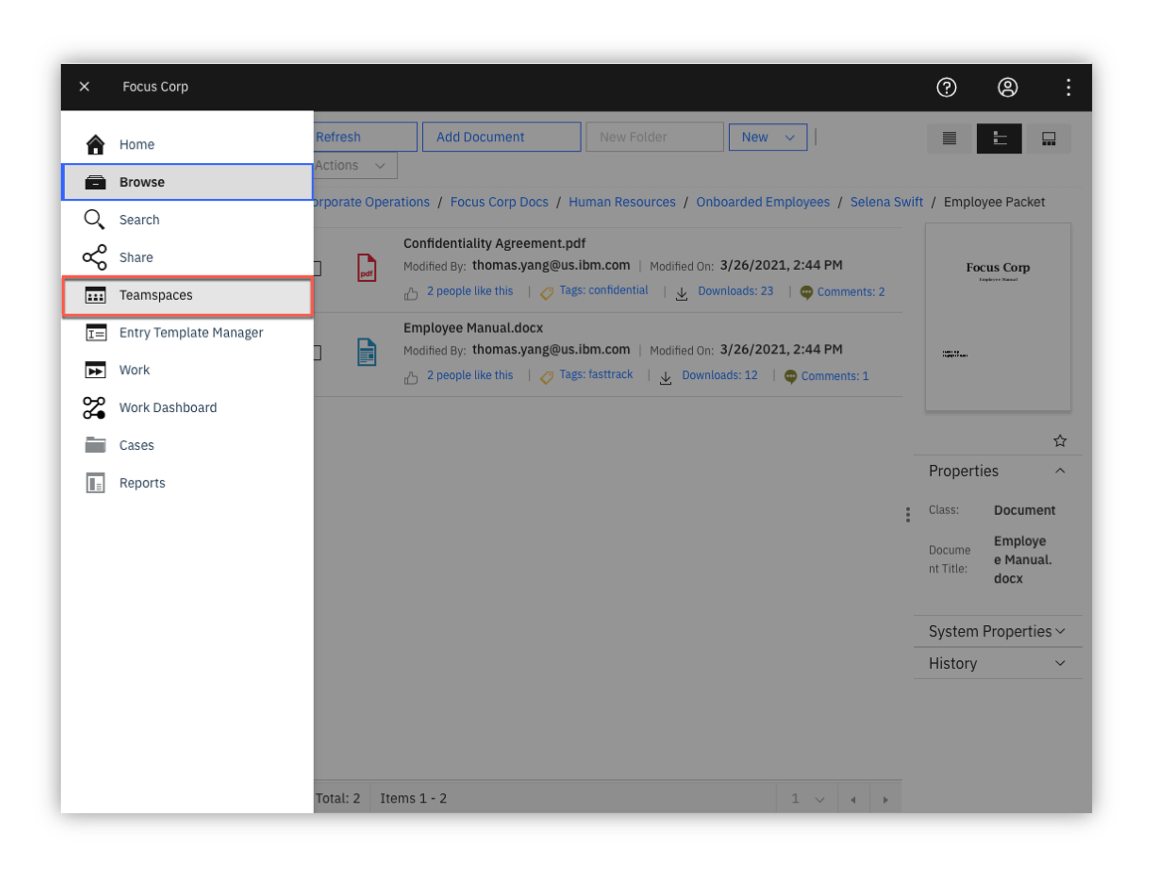 Focus Corp
Home
Browse
Search
Share
Teamspaces
Entry Template Manager
Work
Work Dashboard
Cases
Reports
Refresh
Add Document
New Folder
New
Actions
orporate Operations / Focus Corp Docs / Human Resources / Onboarded Employees / Selena Swift / Employee Packet
pdf
Confidentiality Agreement.pdf
Modified By: thomas.yang@us.ibm.com | Modified On: 3/26/2021, 2:44 PM
2 people like this | Tags: confidential | Downloads: 23 | Comments: 2
Employee Manual.docx
Modified By: thomas.yang@us.ibm.com | Modified On: 3/26/2021, 2:44 PM
2 people like this | Tags: fasttrack | Downloads: 12 | Comments: 1
Focus Corp
Employee Manual
Properties
Class: Document
Docume
nt Title:
Employe
e Manual.
docx
System Properties
History
Total: 2 Items 1 - 2
1